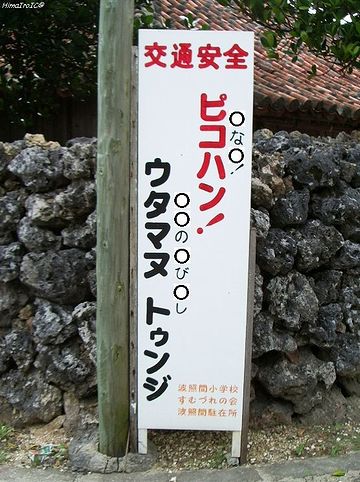 HimaIroIC@
交通安全
ピコハン!
○な○!
ウタマヌ トゥンジ
○○の○び○し
波照間小学校
すむづれの会
波照間駐在所